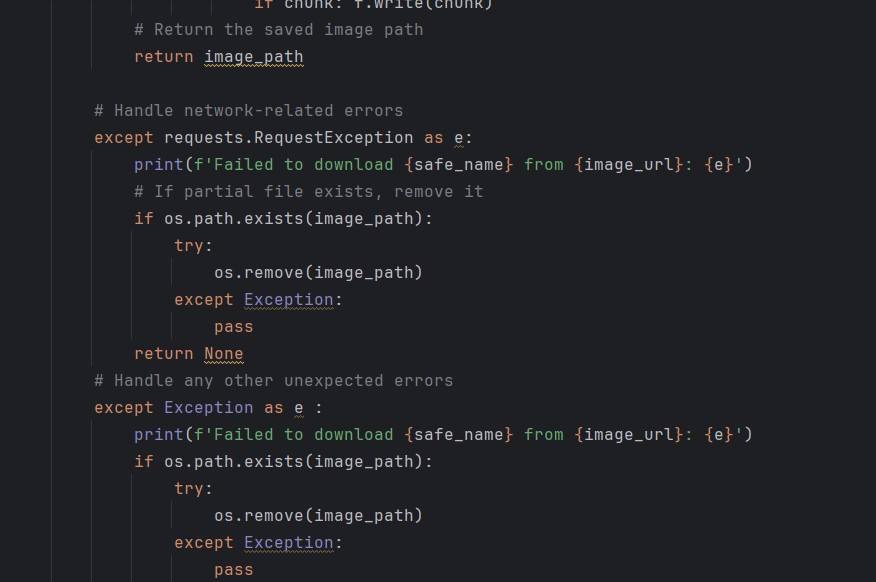 if chunk: f.write(chunk)
# Return the saved image path
return image_path
# Handle network-related errors
except requests.RequestException as e:
print(f'Failed to download {safe_name} from {image_url}: {e}')
# If partial file exists, remove it
if os.path.exists(image_path):
try:
os.remove(image_path)
except Exception:
pass
return None
# Handle any other unexpected errors
except Exception as e :
print(f'Failed to download {safe_name} from {image_url}: {e}')
if os.path.exists(image_path):
try:
os.remove(image_path)
except Exception:
pass